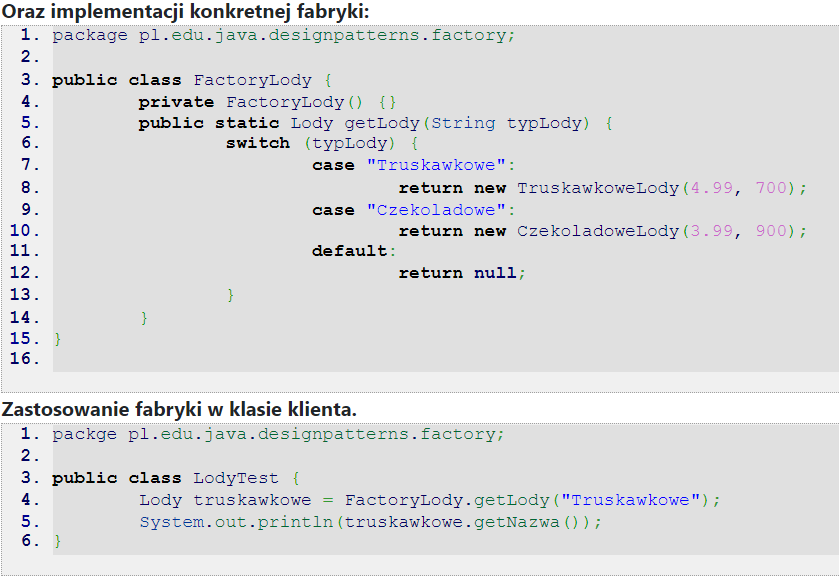 Oraz implementacji konkretnej fabryki:
1. package pl.edu.java.designpatterns.factory;
2.
3. public class FactoryLody {
4. private FactoryLody() {}
5. public static Lody getLody(String typLody) {
6. switch (typLody) {
7. case "Truskawkowe":
8. return new TruskawkoweLody(4.99, 700);
9. case "Czekoladowe":
10. return new CzekoladoweLody(3.99, 900);
11. default:
12. return null;
13. }
14. }
15. }
16.
Zastosowanie fabryki w klasie klienta.
1. packge pl.edu.java.designpatterns.factory;
2.
3. public class LodyTest {
4. Lody truskawkowe = FactoryLody.getLody("Truskawkowe");
5. System.out.println(truskawkowe.getNazwa());
6. }